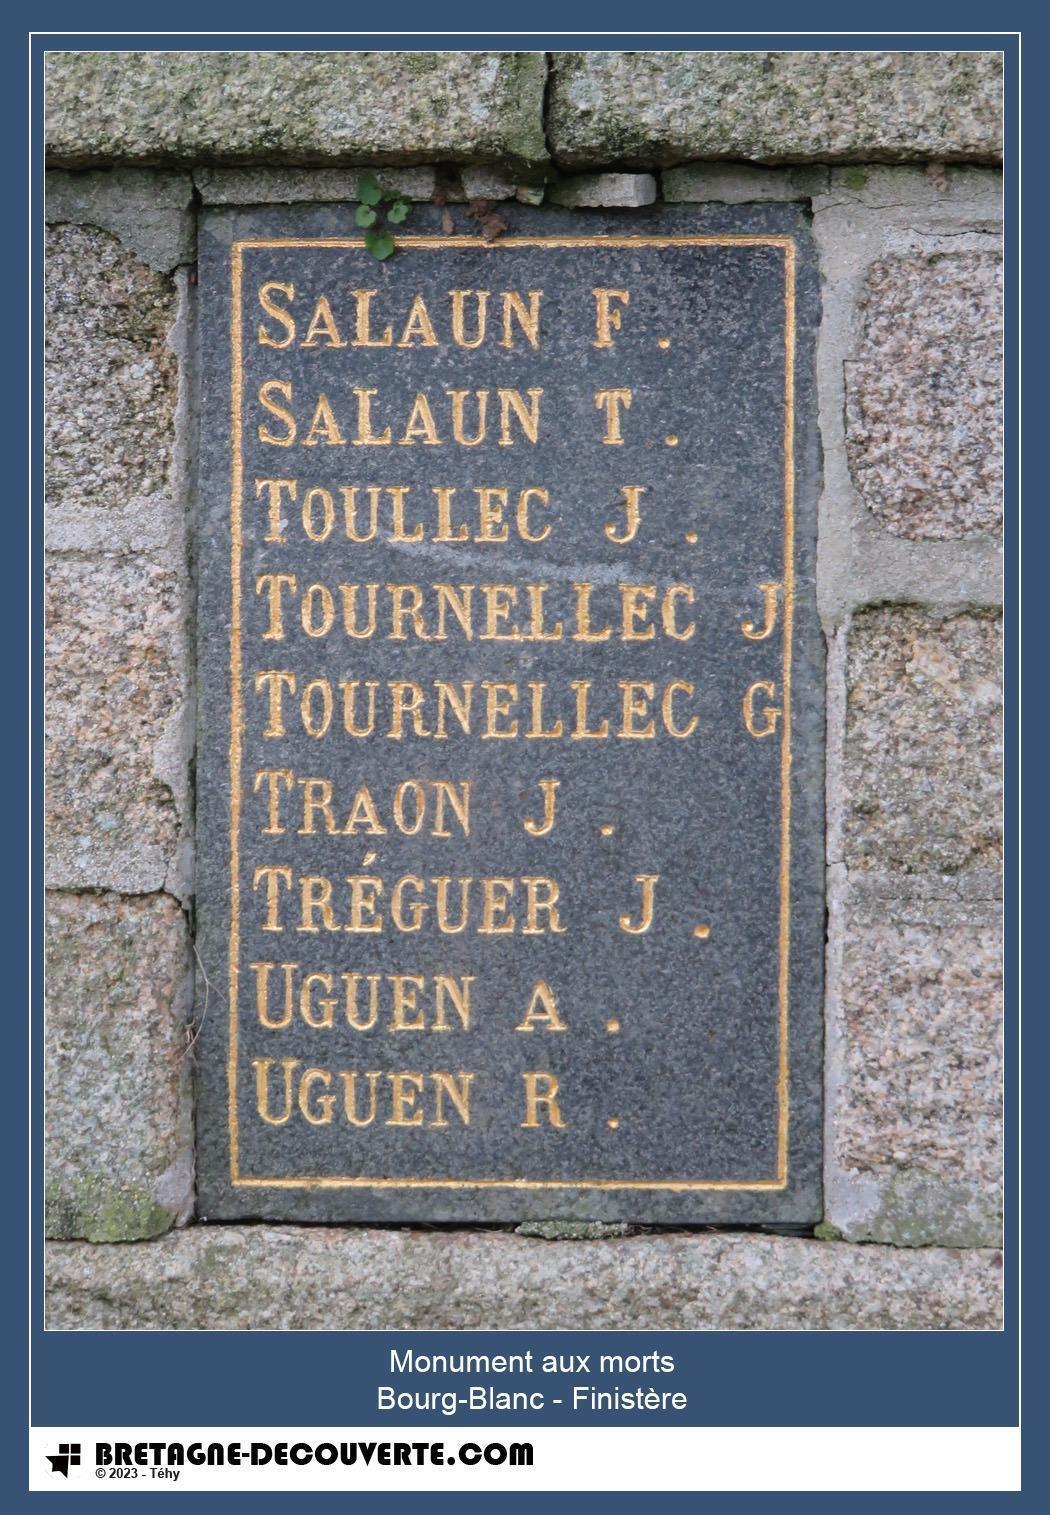 SALAUN F.
SALAUN T.
TOULLEC J.
TOURNELLEC J
TOURNELLEC G
TRAON J.
TRÉGUER J.
UGUEN A.
UGUEN R.
Monument aux morts
Bourg-Blanc - Finistère
BRETAGNE-DECOUVERTE.COM
© 2023 - Téhy